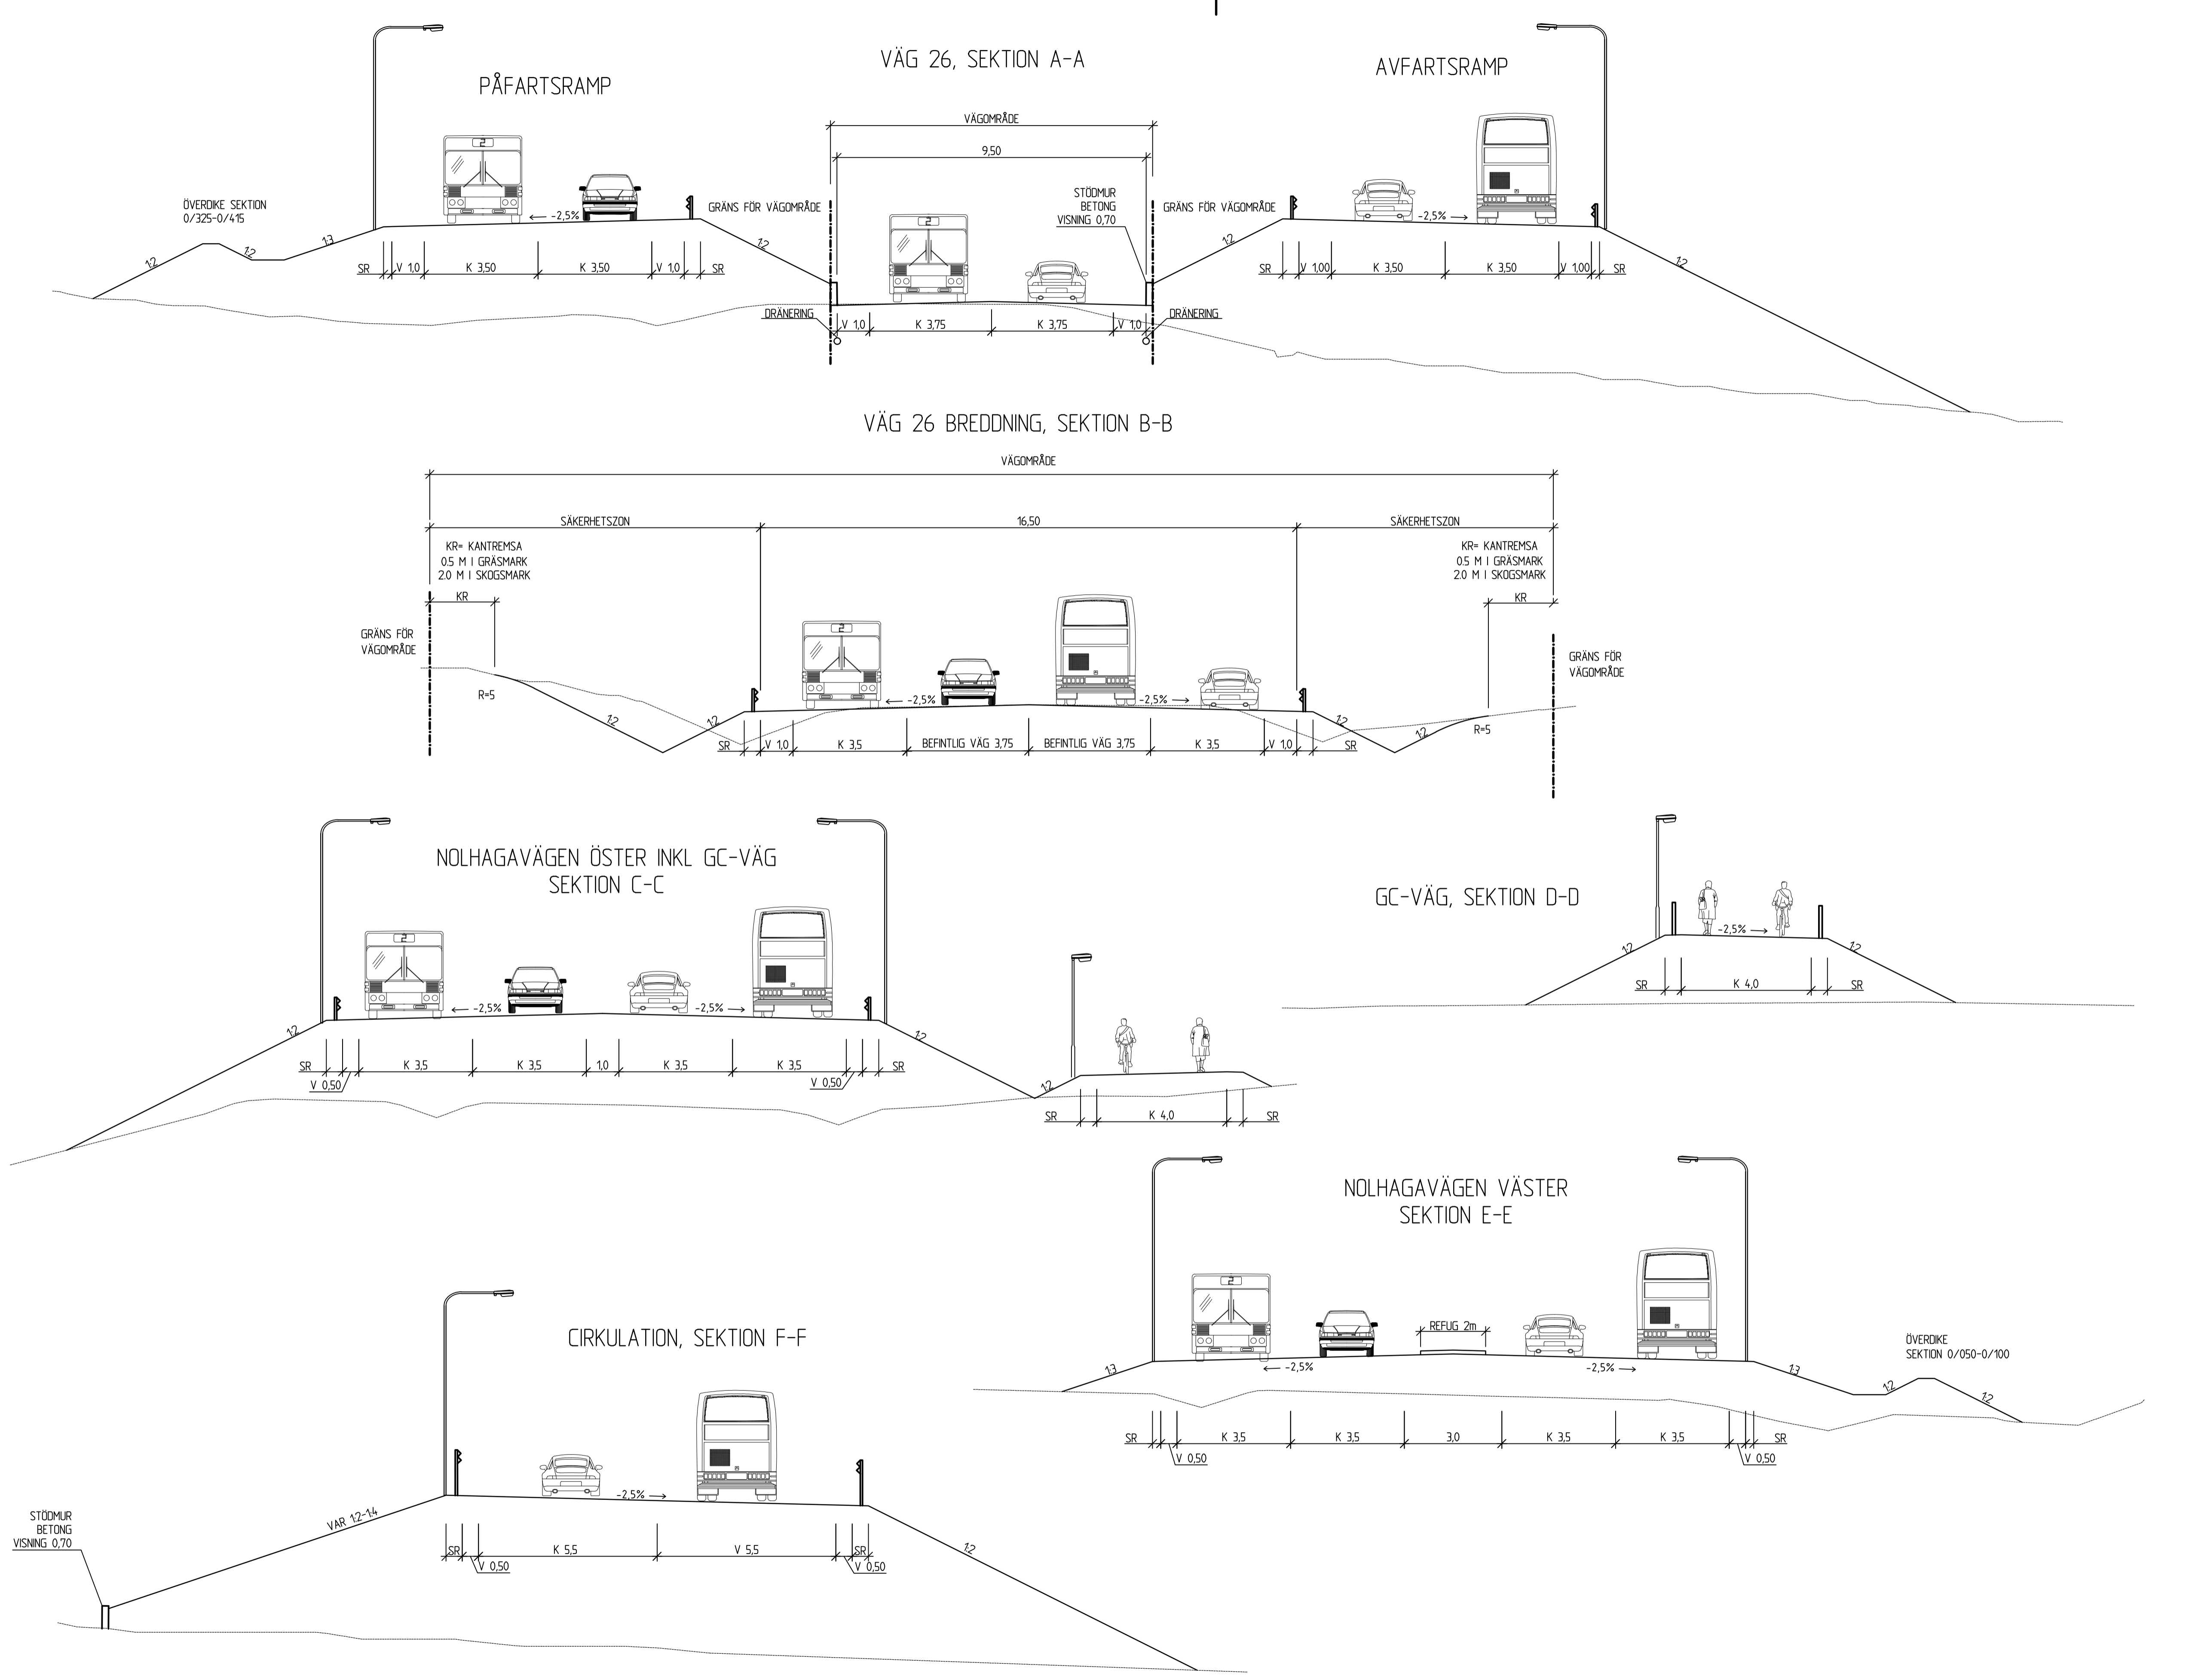 VÄG 26, SEKTION A-A
PÅFARTSRAMP
AVFARTSRAMP
VÄGOMRÅDE
9,50
2
ÖVERDIKE SEKTION
0/325-0/415
STÖDMUR
BETONG
VISNING 0,70
GRÄNS FÖR VÄGOMRÅDE
GRÄNS FÖR VÄGOMRÅDE
←-2,5%
2
-2,5%→
1:2
1:2
1:3
1:2
1:2
1:2
SR
V 1,0
K 3,50
K 3,50
V 1,0
SR
SR
V 1,00
K 3,50
K 3,50
V 1,00
SR
DRÄNERING
V 1,0
K 3,75
K 3,75
V 1,0
DRÄNERING
VÄG 26 BREDDNING, SEKTION B-B
VÄGOMRÅDE
SÄKERHETSZON
16,50
SÄKERHETSZON
KR= KANTREMSA
0.5 M I GRÄSMARK
2.0 M I SKOGSMARK
KR= KANTREMSA
0.5 M I GRÄSMARK
2.0 M I SKOGSMARK
KR
KR
GRÄNS FÖR
VÄGOMRÅDE
2
GRÄNS FÖR
VÄGOMRÅDE
R=5
←-2,5%
-2,5%→
1:2
1:2
1:2
1:2
R=5
SR
V 1,0
K 3,5
BEFINTLIG VÄG 3,75
BEFINTLIG VÄG 3,75
K 3,5
V 1,0
SR
NOLHAGAVÄGEN ÖSTER INKL GC-VÄG
SEKTION C-C
2
←-2,5%
-2,5%→
1:2
1:2
SR
V 0,50
K 3,5
K 3,5
1,0
K 3,5
K 3,5
V 0,50
SR
1:2
SR
K 4,0
SR
GC-VÄG, SEKTION D-D
-2,5%→
1:2
1:2
SR
K 4,0
SR
NOLHAGAVÄGEN VÄSTER
SEKTION E-E
2
REFUG 2m
ÖVERDIKE
SEKTION 0/050-0/100
←-2,5%
-2,5%→
1:3
1:3
1:2
1:2
SR
V 0,50
K 3,5
K 3,5
3,0
K 3,5
K 3,5
V 0,50
SR
CIRKULATION, SEKTION F-F
-2,5%→
STÖDMUR
BETONG
VISNING 0,70
VAR 1:2-1:4
1:2
SR
V 0,50
K 5,5
V 5,5
SR
V 0,50